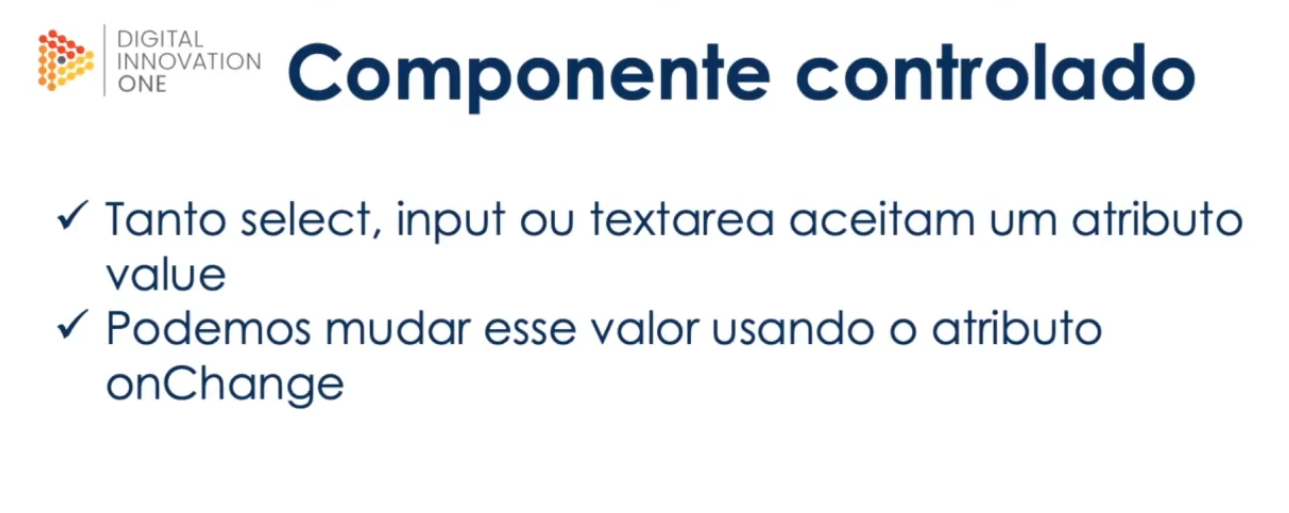 DIGITAL
INNOVATION
ONE
Componente controlado
✓ Tanto select, input ou textarea aceitam um atributo
value
✓ Podemos mudar esse valor usando o atributo
onChange